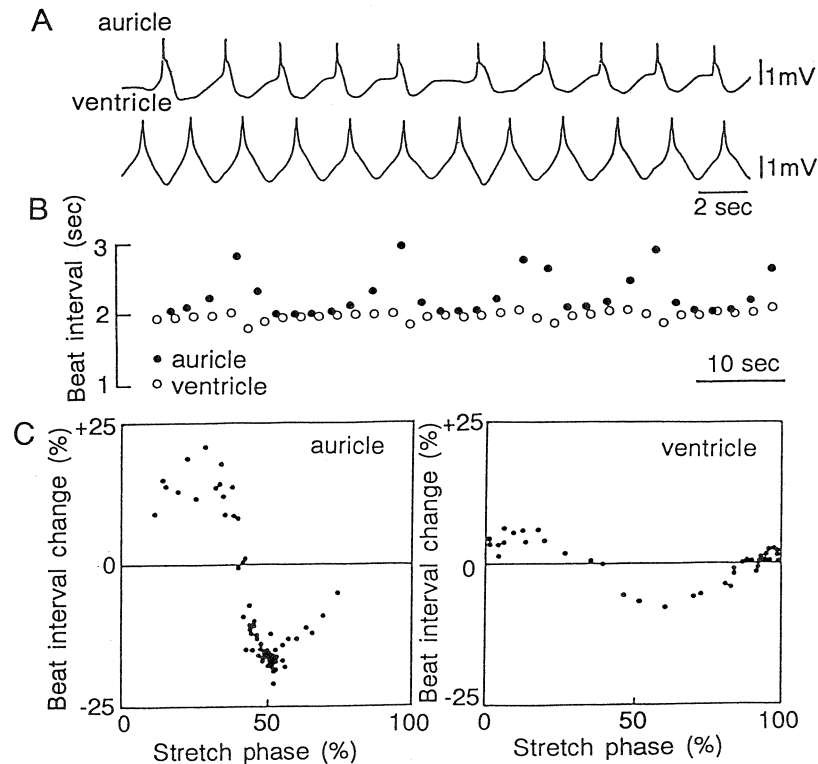 A
auricle
1mV
ventricle
1mV
2 sec
B
Beat interval (sec)
3
2
1
auricle
ventricle
10 sec
C
Beat interval change (%)
+25
0
-25
auricle
0 50 100
Stretch phase (%)
Beat interval change (%)
+25
0
-25
ventricle
0 50 100
Stretch phase (%)